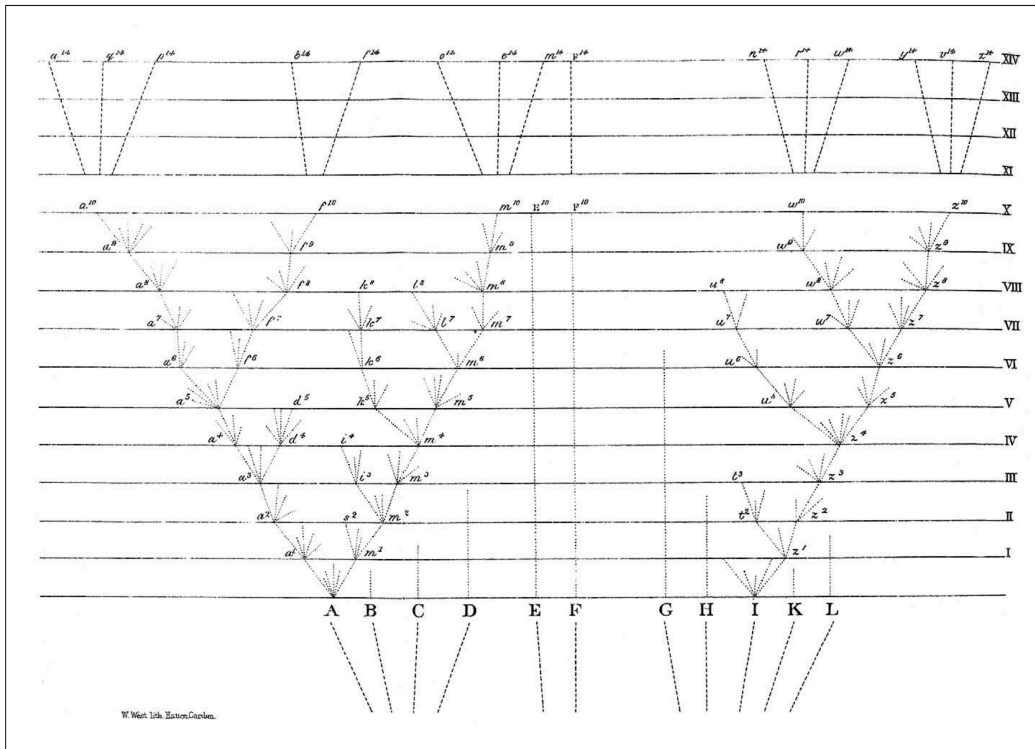 a¹⁴ q¹⁴ p¹⁴ b¹⁴ f¹⁴ o¹⁴ e¹⁴ m¹⁴ F¹⁴ n¹⁴ r¹⁴ w¹⁴ y¹⁴ v¹⁴ z¹⁴ XIV
XIII
XII
XI
a¹⁰ f¹⁰ m¹⁰ E¹⁰ F¹⁰ w¹⁰ z¹⁰ X
a⁹ f⁹ m⁹ w⁹ z⁹ IX
a⁸ f⁸ k⁸ l⁸ m⁸ u⁸ w⁸ z⁸ VIII
a⁷ f⁷ k⁷ l⁷ m⁷ u⁷ w⁷ z⁷ VII
a⁶ f⁶ k⁶ m⁶ u⁶ z⁶ VI
a⁵ d⁵ k⁵ m⁵ u⁵ z⁵ V
a⁴ d⁴ i⁴ m⁴ z⁴ IV
a³ i³ m³ t³ z³ III
a² s² m² t² z² II
a¹ m¹ z¹ I
A B C D E F G H I K L
W. West lith. Hatton Garden.